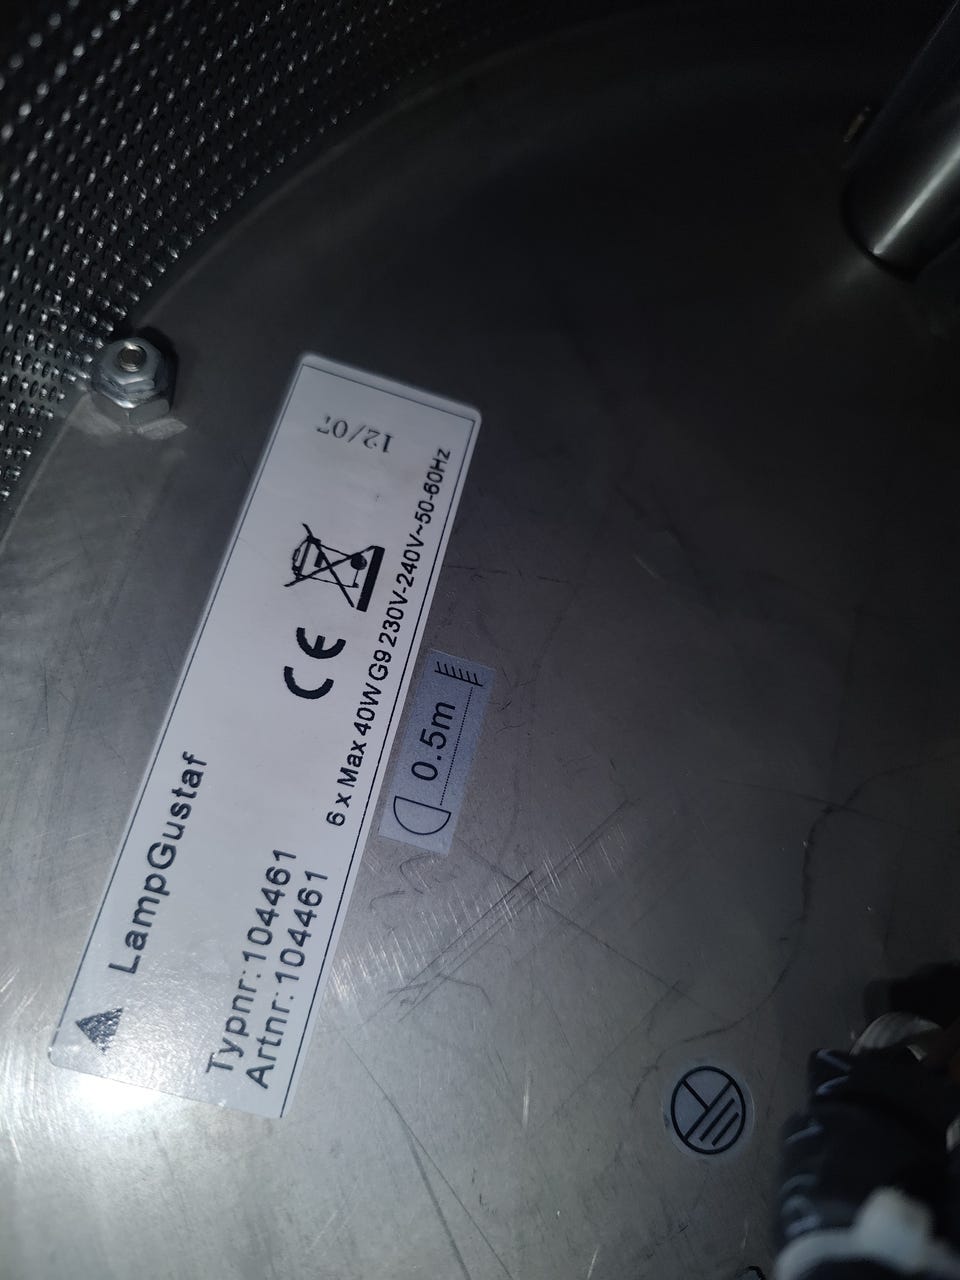 LampGustaf
Typnr:104461
Artnr:104461
CE
12/07
6 x Max 40W G9 230V-240V~50-60Hz
0.5m